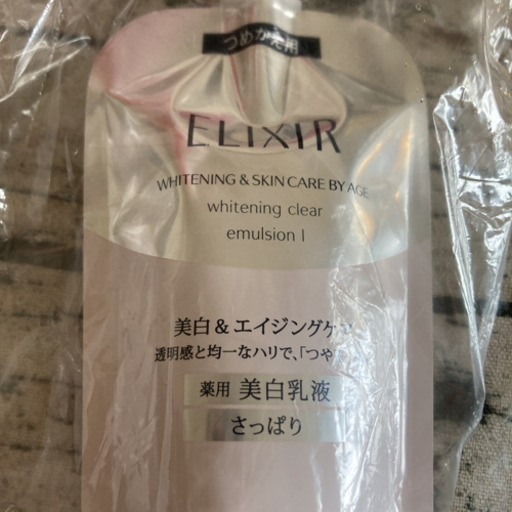 つめかえ用
ELIXIR
WHITENING & SKIN CARE BY AGE
whitening clear
emulsion I
美白&エイジングケア
透明感と均一なハリで、「つや
薬用 美白乳液
さっぱり